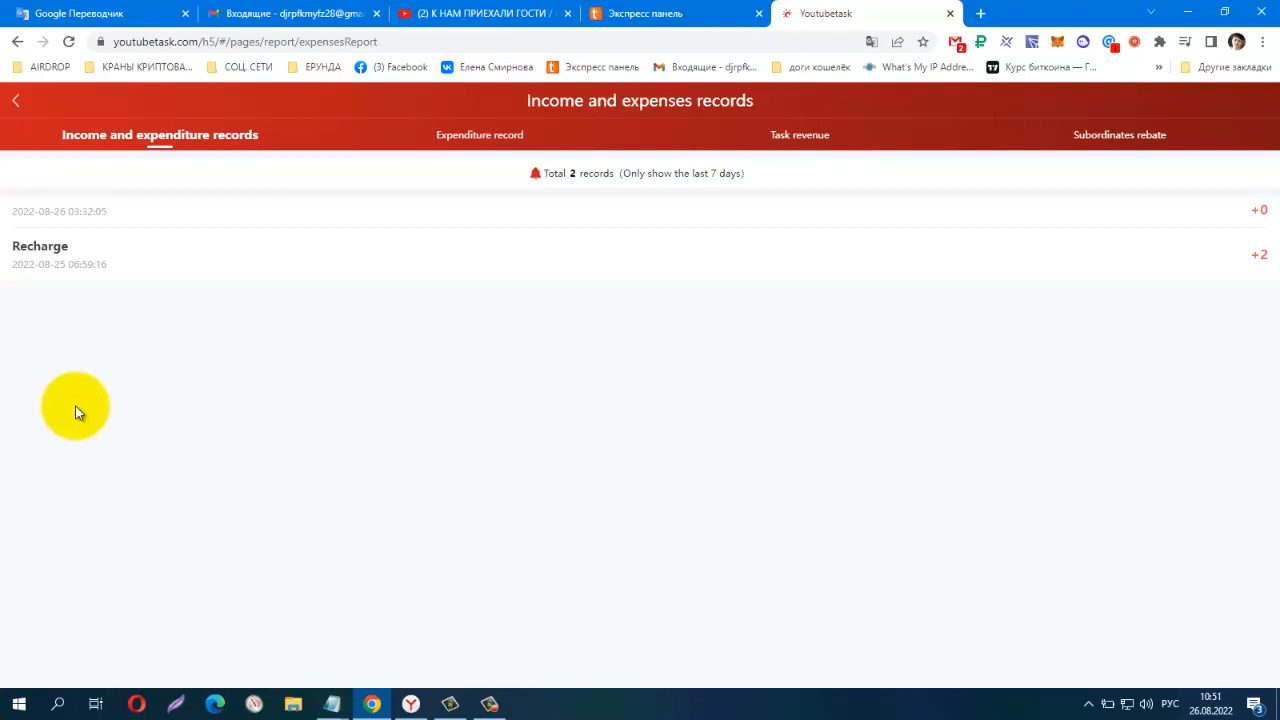 Google Переводчик
Входящие - djrpfkmyfz28@gma
(2) К НАМ ПРИЕХАЛИ ГОСТИ /
Экспресс панель
Youtubetask
youtubetask.com/h5/#/pages/report/expensesReport
2
1
AIRDROP
КРАНЫ КРИПТОВА...
СОЦ. СЕТИ
ЕРУНДА
(3) Facebook
Елена Смирнова
Экспресс панель
Входящие - djrpfk...
доги кошелёк
What's My IP Addre...
Курс биткоина — Г...
»
Другие закладки
Income and expenses records
Income and expenditure records
Expenditure record
Task revenue
Subordinates rebate
Total 2 records (Only show the last 7 days)
2022-08-26 03:32:05
+0
Recharge
2022-08-25 06:59:16
+2
РУС
10:51
26.08.2022
3